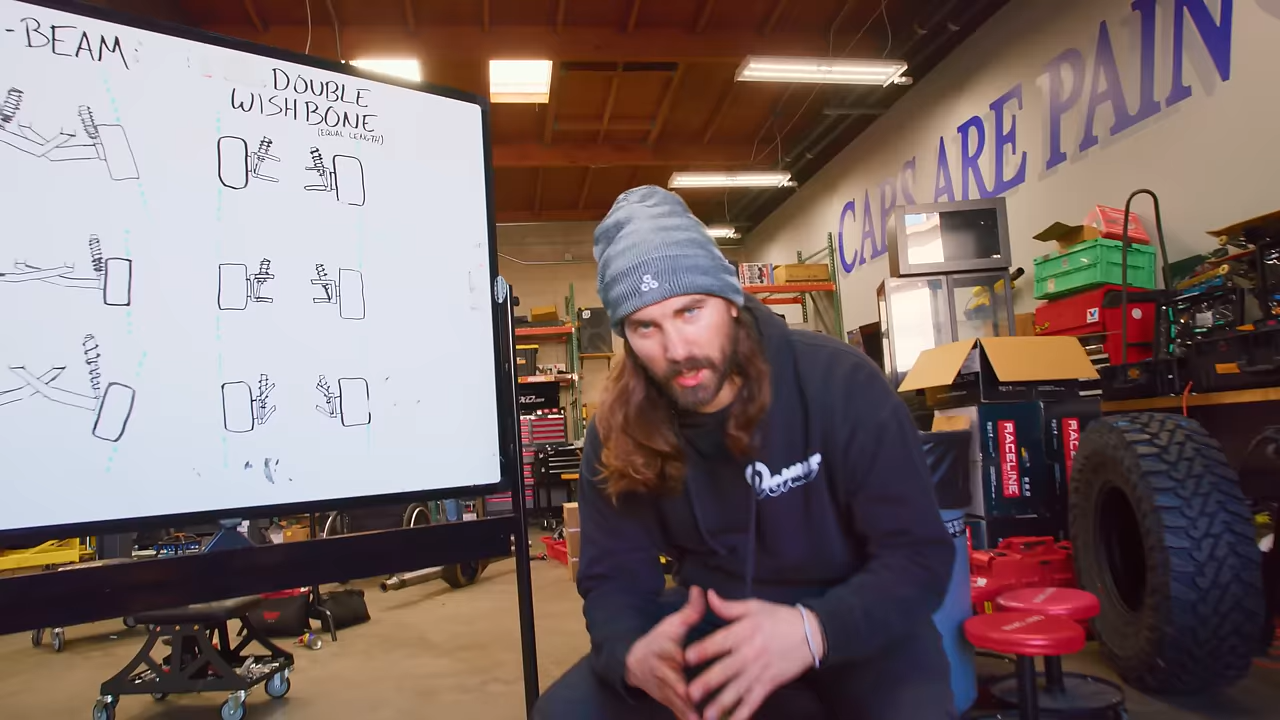 -BEAM
DOUBLE
WISHBONE
(EQUAL LENGTH)
CARS ARE PAIN
RACELINE